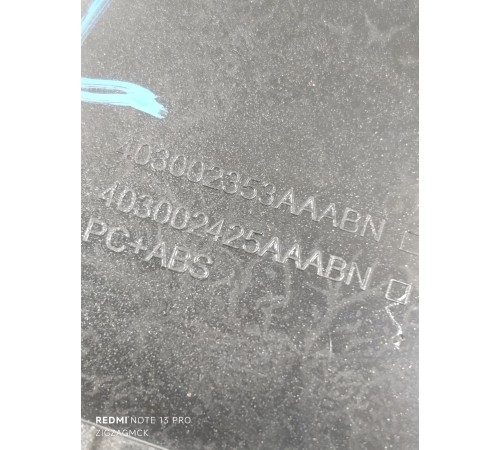 403002353AAABN
403002425AAABN
PC+ABS
REDMI NOTE 13 PRO
ZIGZAGMCK